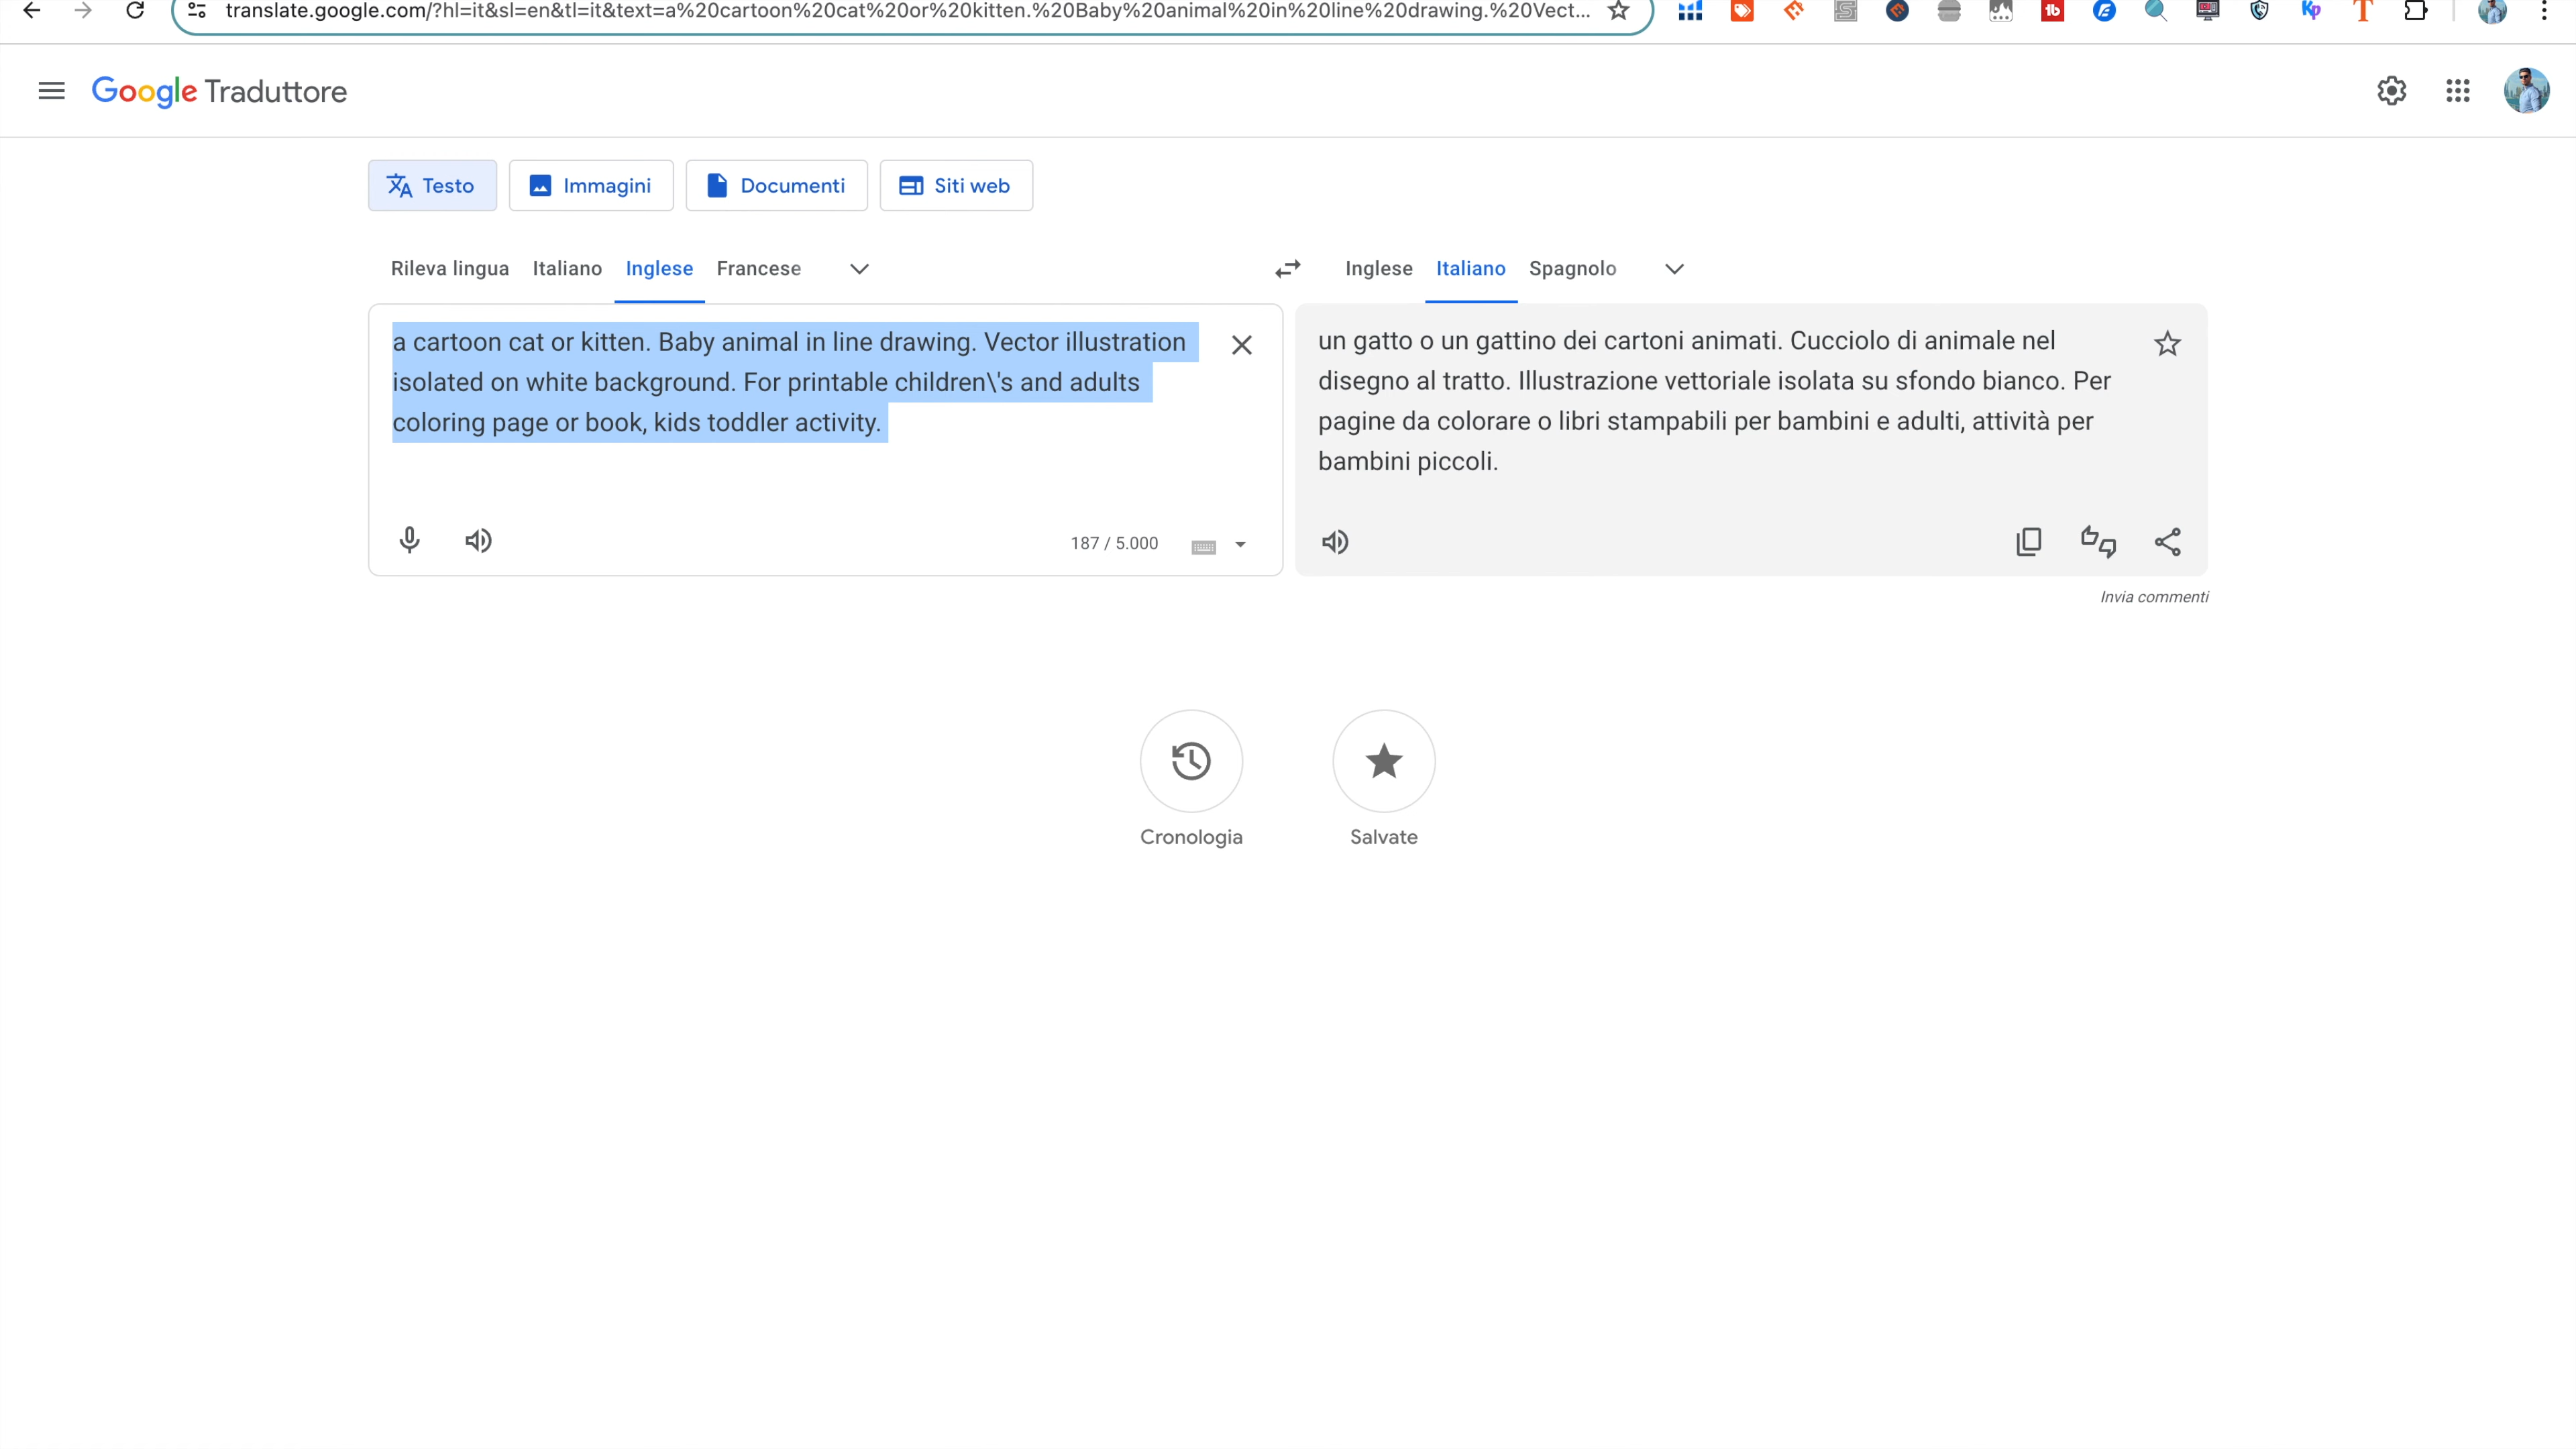 translate.google.com/?hl=it&sl=en&tl=it&text=a%20cartoon%20cat%20or%20kitten.%20Baby%20animal%20in%20line%20drawing.%20Vect...
Google Traduttore
Testo
Immagini
Documenti
Siti web
Rileva lingua
Italiano
Inglese
Francese
Inglese
Italiano
Spagnolo
a cartoon cat or kitten. Baby animal in line drawing. Vector illustration
isolated on white background. For printable children\'s and adults
coloring page or book, kids toddler activity.
187 / 5.000
un gatto o un gattino dei cartoni animati. Cucciolo di animale nel
disegno al tratto. Illustrazione vettoriale isolata su sfondo bianco. Per
pagine da colorare o libri stampabili per bambini e adulti, attività per
bambini piccoli.
Invia commenti
Cronologia
Salvate